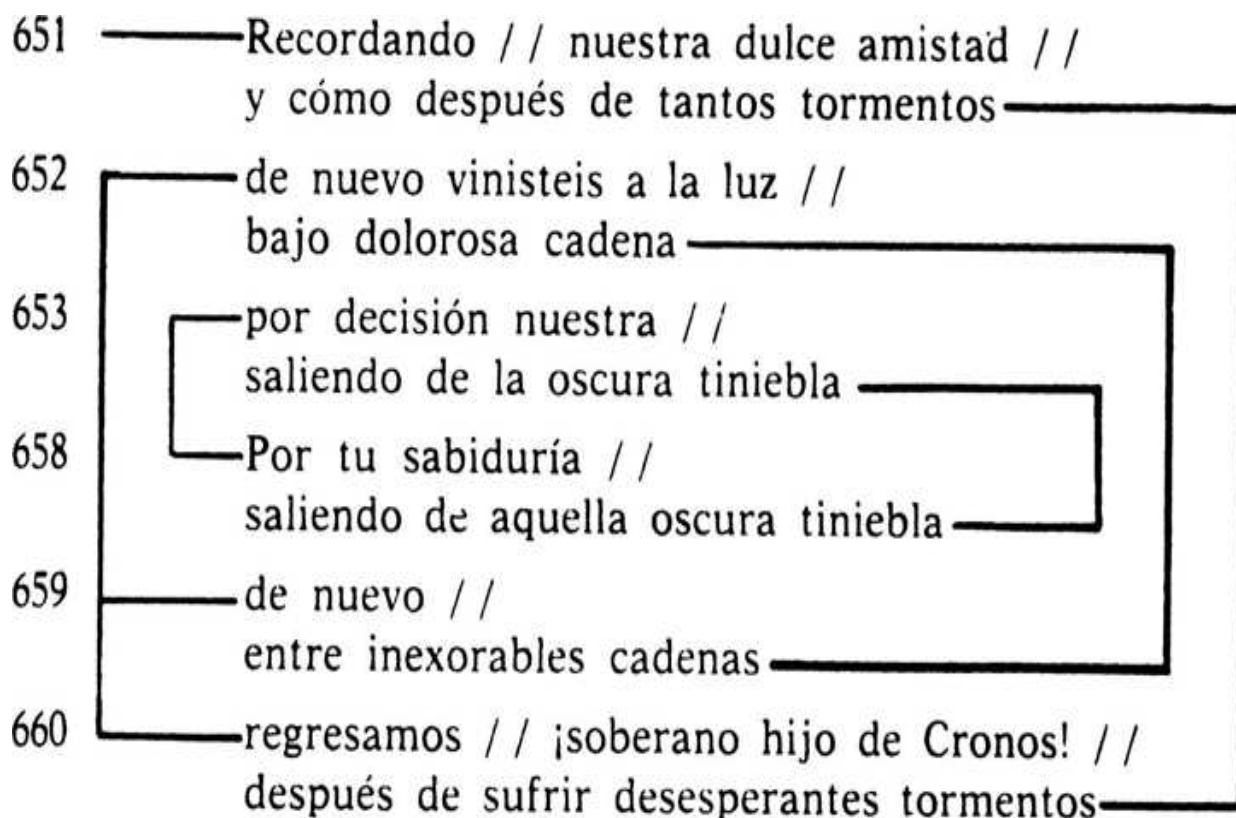 651 Recordando // nuestra dulce amistad //
y cómo después de tantos tormentos
652 de nuevo vinisteis a la luz //
bajo dolorosa cadena
653 por decisión nuestra //
saliendo de la oscura tiniebla
658 Por tu sabiduría //
saliendo de aquella oscura tiniebla
659 de nuevo //
entre inexorables cadenas
660 regresamos // ¡soberano hijo de Cronos! //
después de sufrir desesperantes tormentos